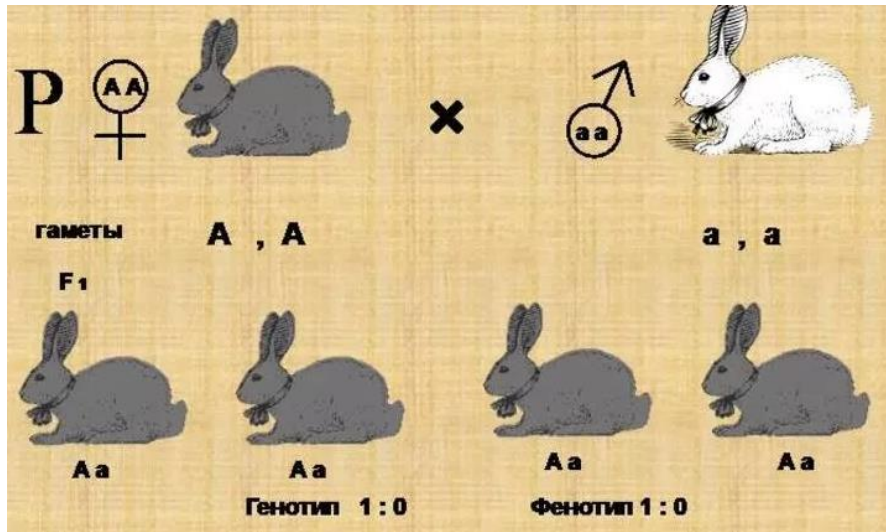 P AA × aa
гаметы A , A a , a
F1
Aa Aa Aa Aa
Генотип 1 : 0 Фенотип 1 : 0